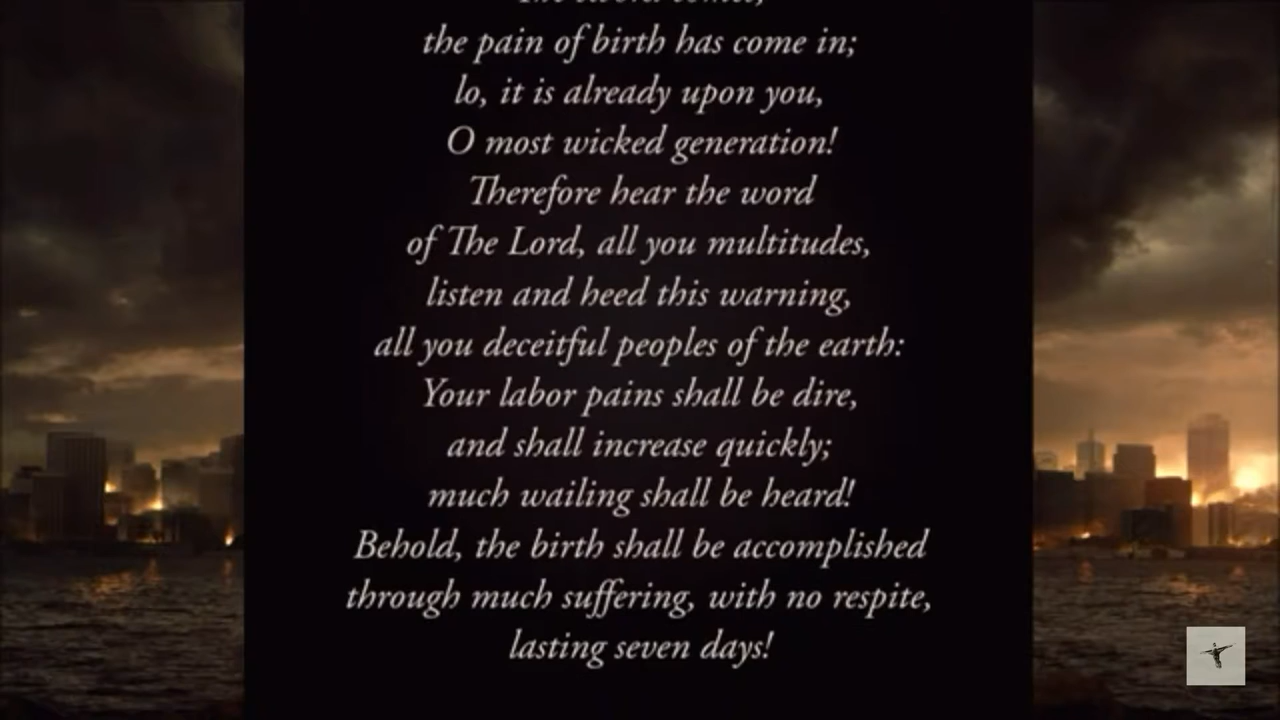 the pain of birth has come in;
lo, it is already upon you,
O most wicked generation!
Therefore hear the word
of The Lord, all you multitudes,
listen and heed this warning,
all you deceitful peoples of the earth:
Your labor pains shall be dire,
and shall increase quickly;
much wailing shall be heard!
Behold, the birth shall be accomplished
through much suffering, with no respite,
lasting seven days!